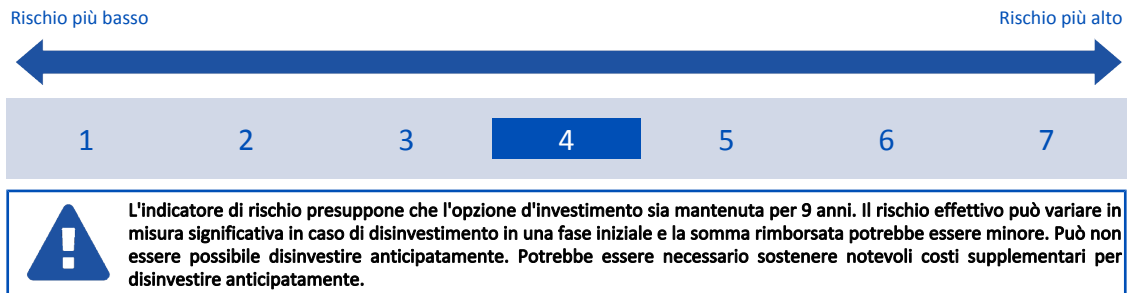 Rischio più basso Rischio più alto
1 2 3 4 5 6 7
L'indicatore di rischio presuppone che l'opzione d'investimento sia mantenuta per 9 anni. Il rischio effettivo può variare in
misura significativa in caso di disinvestimento in una fase iniziale e la somma rimborsata potrebbe essere minore. Può non
essere possibile disinvestire anticipatamente. Potrebbe essere necessario sostenere notevoli costi supplementari per
disinvestire anticipatamente.